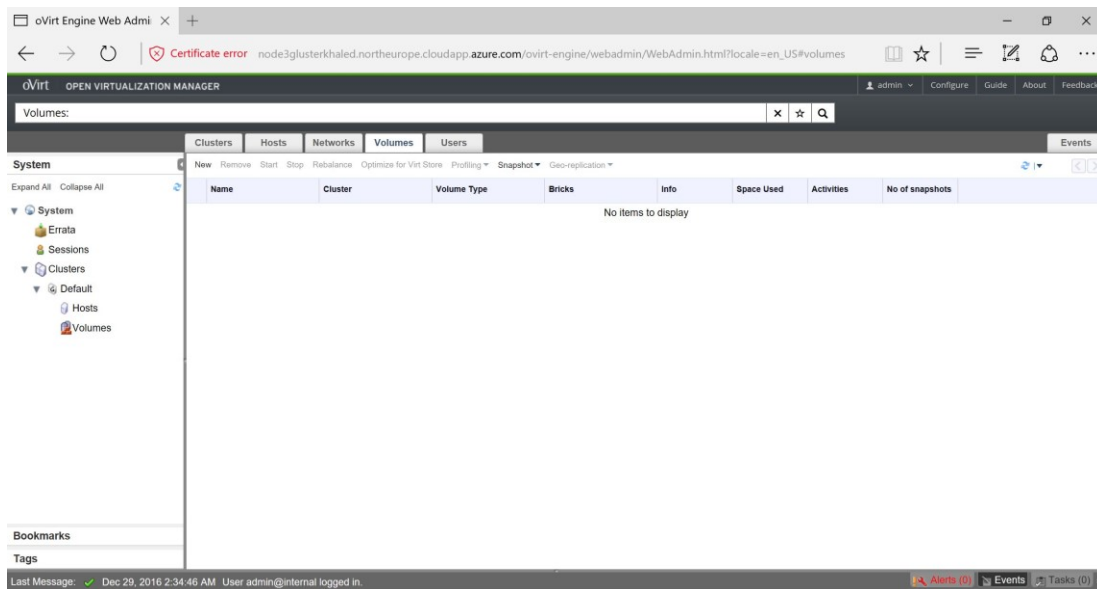 oVirt Engine Web Admi
Certificate error node3glusterkhaled.northeurope.cloudapp.azure.com/ovirt-engine/webadmin/WebAdmin.html?locale=en_US#volumes
oVirt OPEN VIRTUALIZATION MANAGER admin Configure Guide About Feedback
Volumes:
Clusters Hosts Networks Volumes Users Events
System New Remove Start Stop Rebalance Optimize for Virt Store Profiling Snapshot Geo-replication
Expand All Collapse All Name Cluster Volume Type Bricks Info Space Used Activities No of snapshots
System No items to display
Errata
Sessions
Clusters
Default
Hosts
Volumes
Bookmarks
Tags
Last Message: Dec 29, 2016 2:34:46 AM User admin@internal logged in. Alerts (0) Events Tasks (0)